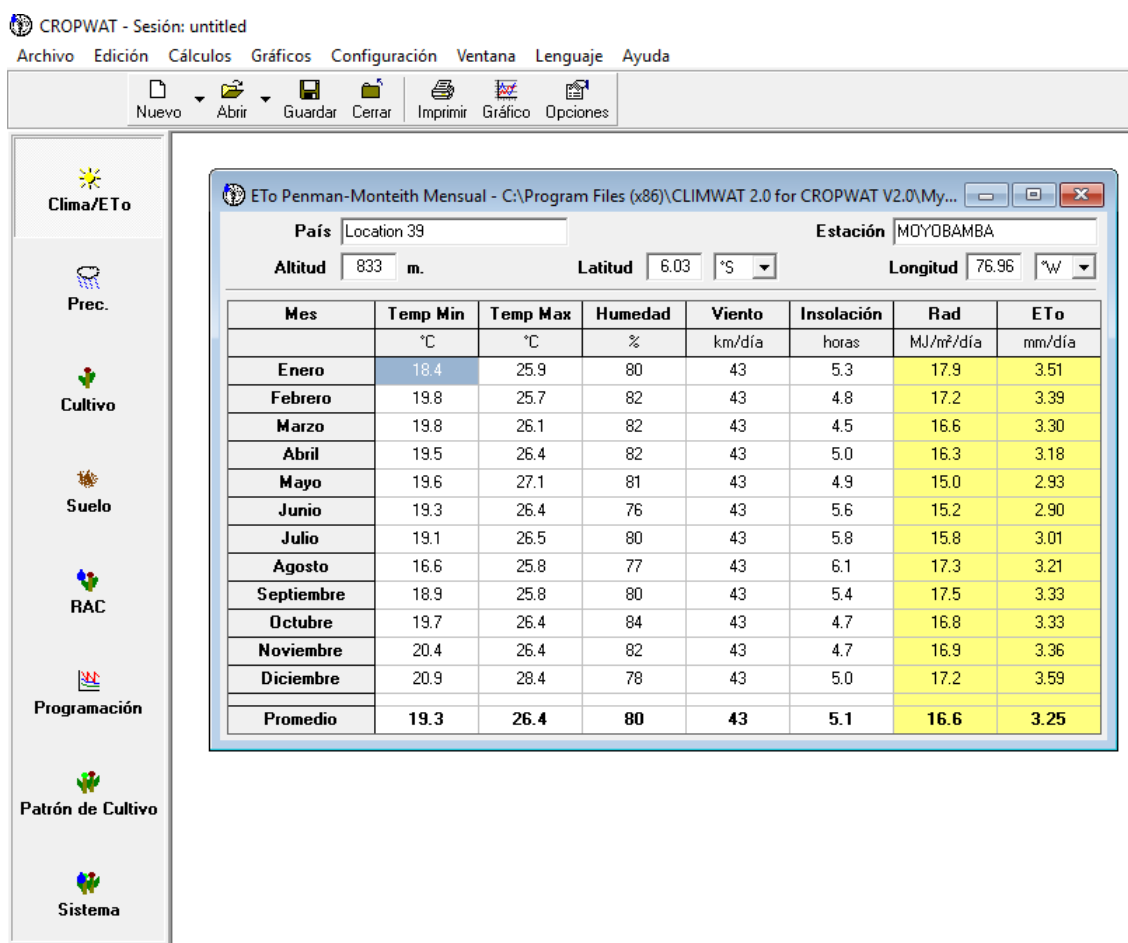 CROPWAT - Sesión: untitled
Archivo Edición Cálculos Gráficos Configuración Ventana Lenguaje Ayuda
Nuevo Abrir Guardar Cerrar Imprimir Gráfico Opciones
Clima/ETo
Prec.
Cultivo
Suelo
RAC
Programación
Patrón de Cultivo
Sistema
ETo Penman-Monteith Mensual - C:\Program Files (x86)\CLIMWAT 2.0 for CROPWAT V2.0\My...
País Location 39 Estación MOYOBAMBA
Altitud 833 m. Latitud 6.03 °S Longitud 76.96 °W
Mes Temp Min Temp Max Humedad Viento Insolación Rad ETo
°C °C % km/día horas MJ/m²/día mm/día
Enero 18.4 25.9 80 43 5.3 17.9 3.51
Febrero 19.8 25.7 82 43 4.8 17.2 3.39
Marzo 19.8 26.1 82 43 4.5 16.6 3.30
Abril 19.5 26.4 82 43 5.0 16.3 3.18
Mayo 19.6 27.1 81 43 4.9 15.0 2.93
Junio 19.3 26.4 76 43 5.6 15.2 2.90
Julio 19.1 26.5 80 43 5.8 15.8 3.01
Agosto 16.6 25.8 77 43 6.1 17.3 3.21
Septiembre 18.9 25.8 80 43 5.4 17.5 3.33
Octubre 19.7 26.4 84 43 4.7 16.8 3.33
Noviembre 20.4 26.4 82 43 4.7 16.9 3.36
Diciembre 20.9 28.4 78 43 5.0 17.2 3.59
Promedio 19.3 26.4 80 43 5.1 16.6 3.25